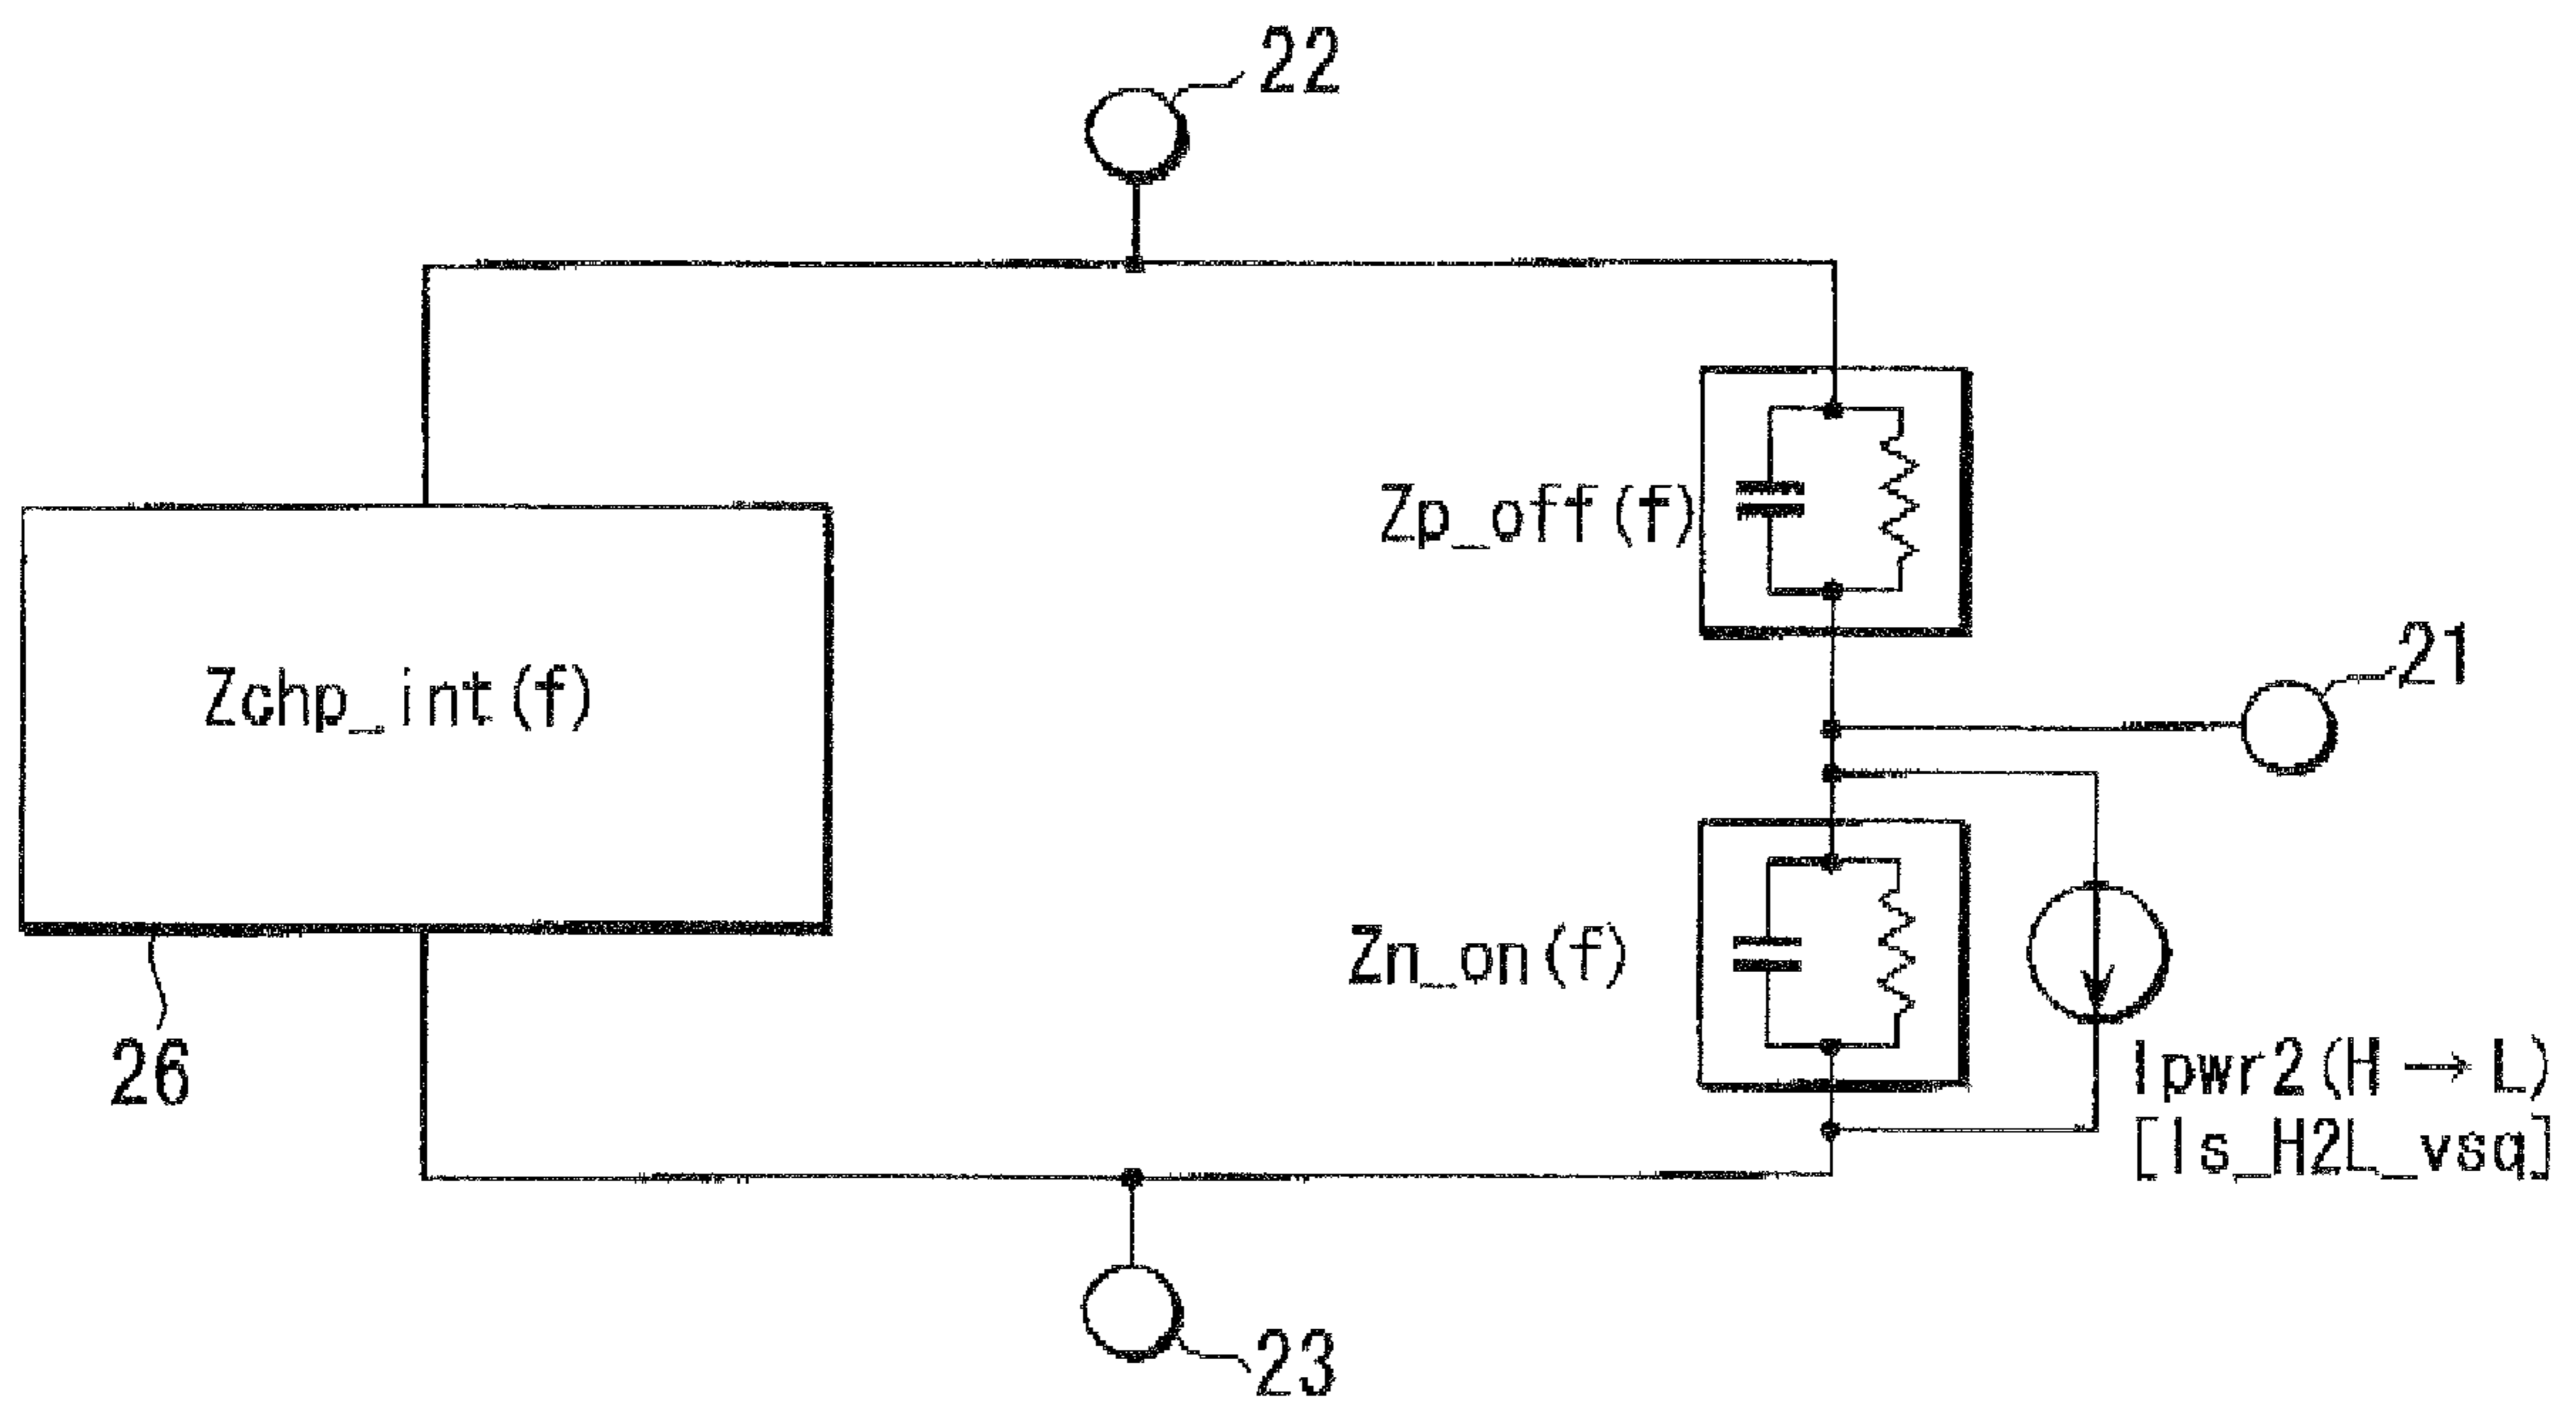 22
Zp_off(f)
21
Zchp_int(f)
Zn_on(f)
26
Ipwr2(H→L)
[Is_H2L_vsq]
23